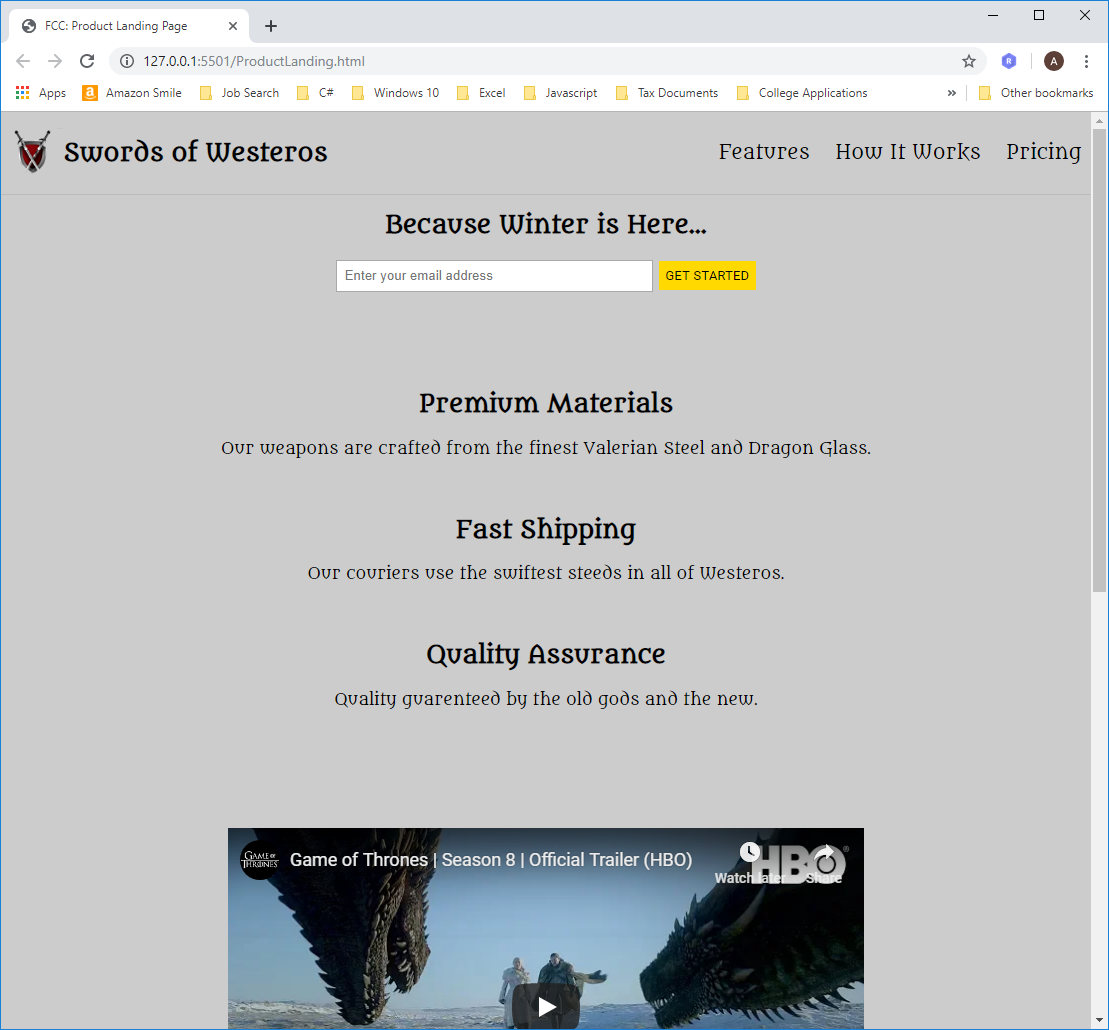 FCC: Product Landing Page
127.0.0.1:5501/ProductLanding.html
R
A
Apps
a
Amazon Smile
Job Search
C#
Windows 10
Excel
Javascript
Tax Documents
College Applications
»
Other bookmarks
Swords of Westeros
Features
How It Works
Pricing
Because Winter is Here...
Enter your email address
GET STARTED
Premium Materials
Our weapons are crafted from the finest Valerian Steel and Dragon Glass.
Fast Shipping
Our couriers use the swiftest steeds in all of Westeros.
Quality Assurance
Quality guarenteed by the old gods and the new.
GAME OF THRONES
Game of Thrones | Season 8 | Official Trailer (HBO)
HBO
Watch later
Share